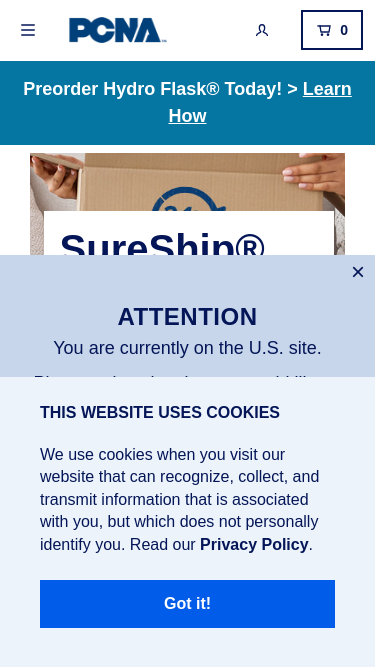 PCNA
0
Preorder Hydro Flask® Today! > Learn
How
SureShip®
×
ATTENTION
You are currently on the U.S. site.
THIS WEBSITE USES COOKIES
We use cookies when you visit our
website that can recognize, collect, and
transmit information that is associated
with you, but which does not personally
identify you. Read our Privacy Policy.
Got it!